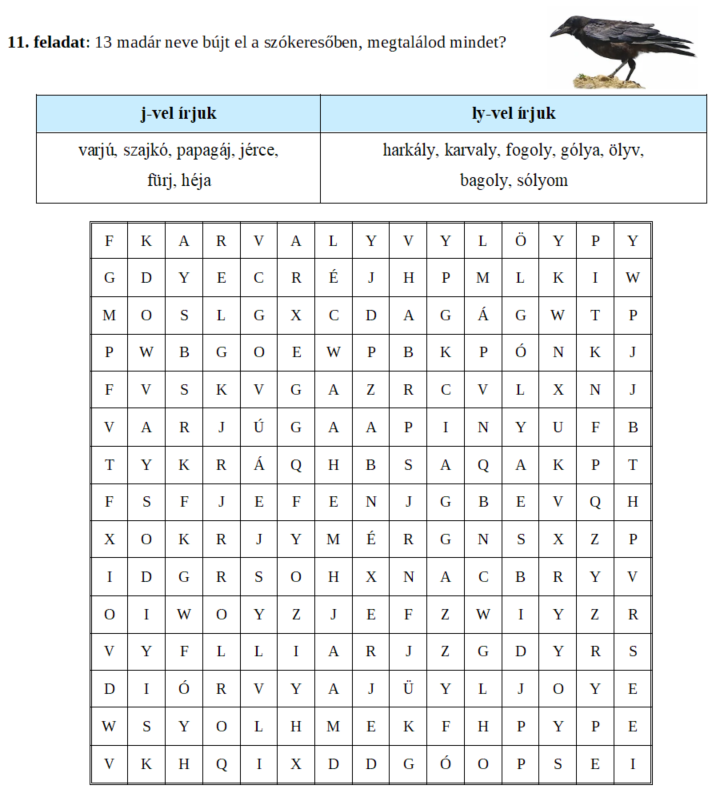 11. feladat: 13 madár neve bújt el a szókeresőben, megtalálod mindet?
j-vel írjuk ly-vel írjuk
varjú, szajkó, papagáj, jérce, harkály, karvaly, fogoly, gólya, ölyv,
fürj, héja bagoly, sólyom
F K A R V A L Y V Y L Ö Y P Y
G D Y E C R É J H P M L K I W
M O S L G X C D A G Á G W T P
P W B G O E W P B K P Ó N K J
F V S K V G A Z R C V L X N J
V A R J Ú G A A P I N Y U F B
T Y K R Á Q H B S A Q A K P T
F S F J E F E N J G B E V Q H
X O K R J Y M É R G N S X Z P
I D G R S O H X N A C B R Y V
O I W O Y Z J E F Z W I Y Z R
V Y F L L I A R J Z G D Y R S
D I Ó R V Y A J Ü Y L J O Y E
W S Y O L H M E K F H P Y P E
V K H Q I X D D G Ó O P S E I